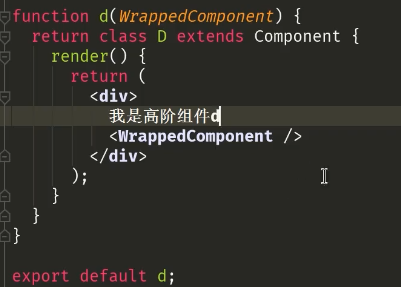 function d(WrappedComponent) {
  return class D extends Component {
    render() {
      return (
        <div>
          我是高阶组件d
          <WrappedComponent />
        </div>
      );
    }
  }
}
export default d;